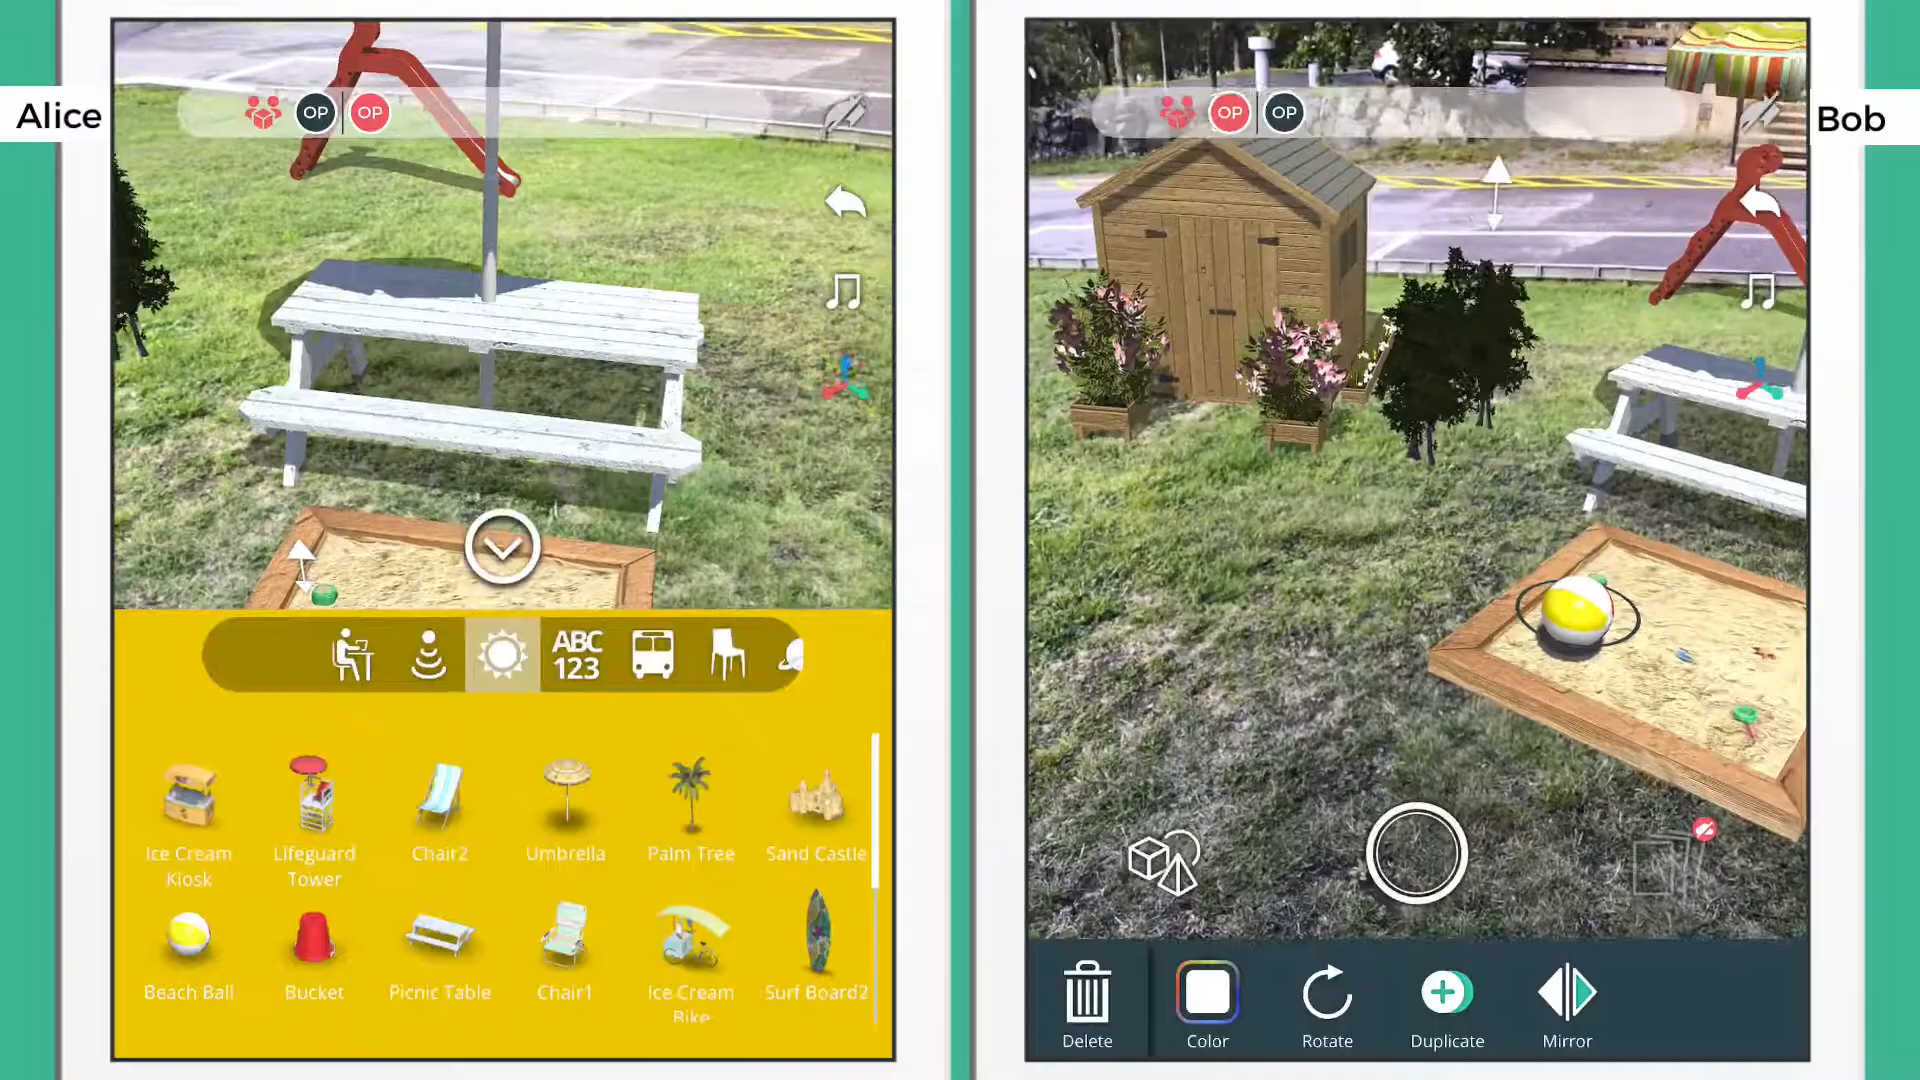 Alice
OP
OP
ABC
123
Ice Cream
Kiosk
Lifeguard
Tower
Chair2
Umbrella
Palm Tree
Sand Castle
Beach Ball
Bucket
Picnic Table
Chair1
Ice Cream
Bike
Surf Board2
Bob
OP
OP
Delete
Color
Rotate
Duplicate
Mirror